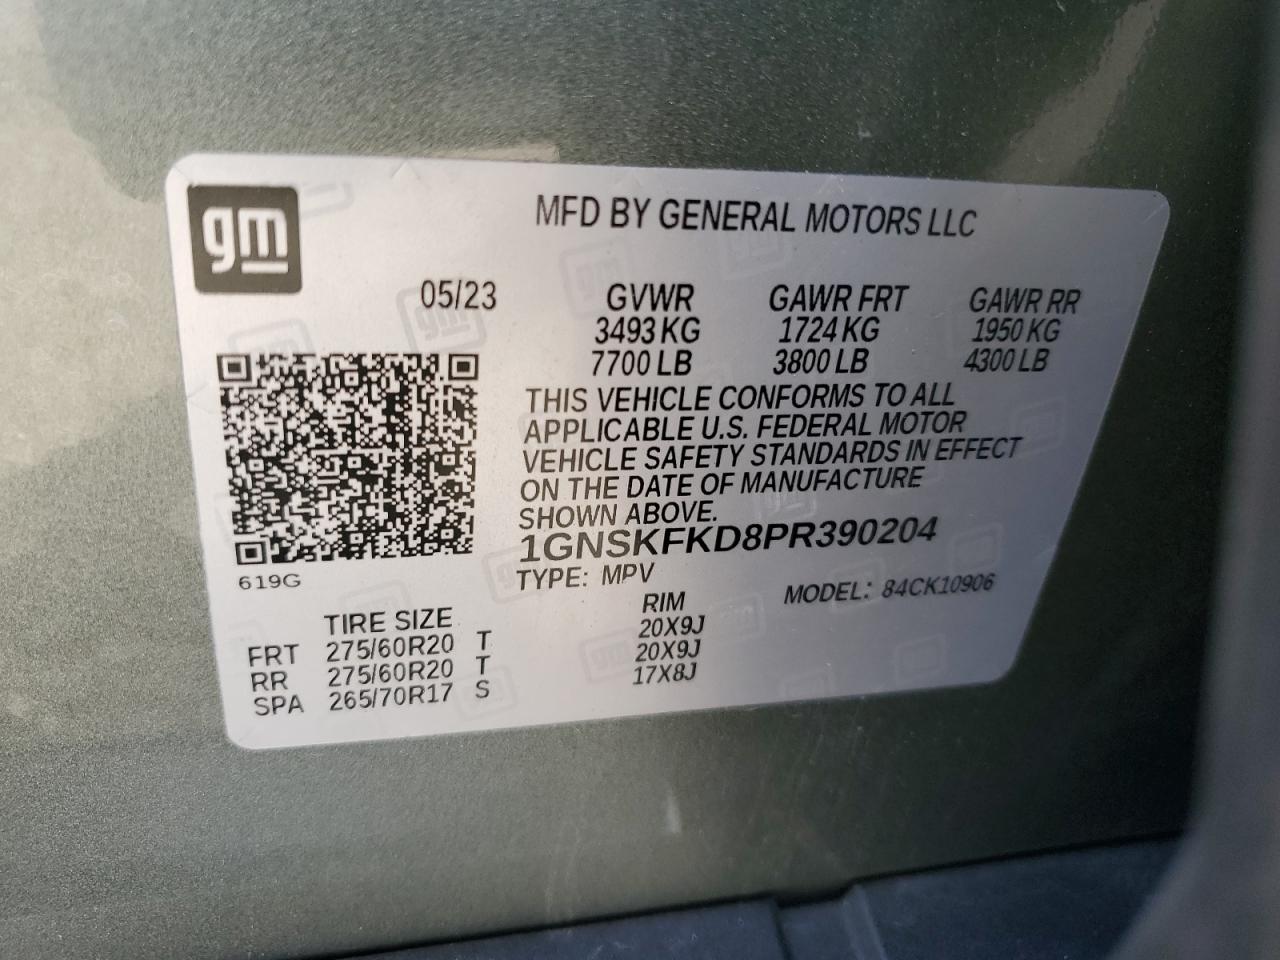 gm
MFD BY GENERAL MOTORS LLC
05/23 GVWR GAWR FRT GAWR RR
3493 KG 1724 KG 1950 KG
7700 LB 3800 LB 4300 LB
THIS VEHICLE CONFORMS TO ALL
APPLICABLE U.S. FEDERAL MOTOR
VEHICLE SAFETY STANDARDS IN EFFECT
ON THE DATE OF MANUFACTURE
SHOWN ABOVE.
1GNSKFKD8PR390204
619G TYPE: MPV MODEL: 84CK10906
TIRE SIZE RIM
FRT 275/60R20 T 20X9J
RR 275/60R20 T 20X9J
SPA 265/70R17 S 17X8J